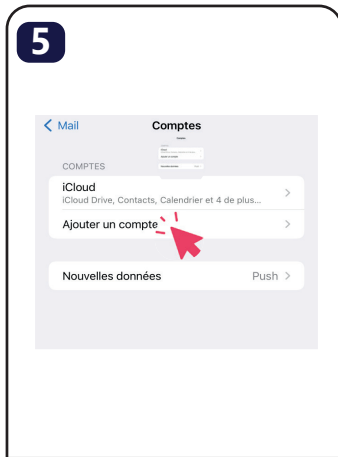 5
Mail
Comptes
COMPTES
iCloud
iCloud Drive, Contacts, Calendrier et 4 de plus...
Ajouter un compte
Nouvelles données Push